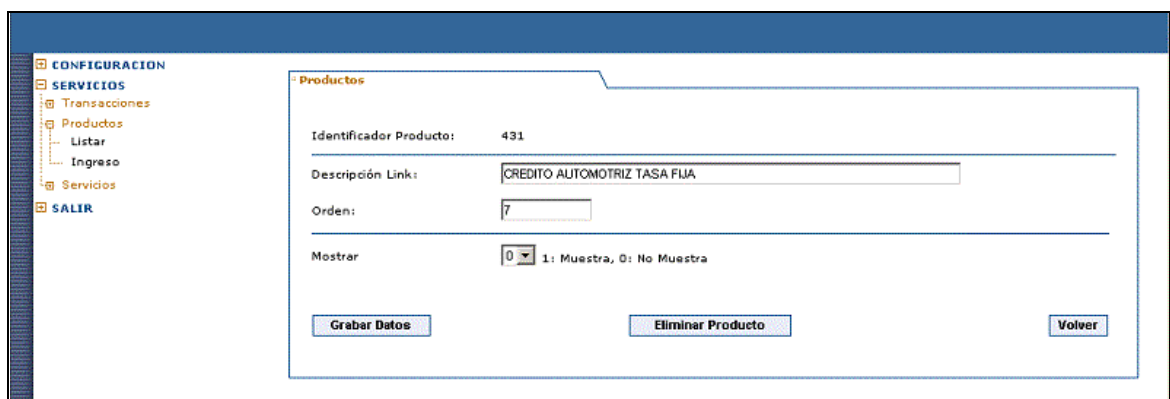 CONFIGURACION
SERVICIOS
Transacciones
Productos
Listar
Ingreso
Servicios
SALIR
Productos
Identificador Producto: 431
Descripción Link: CREDITO AUTOMOTRIZ TASA FIJA
Orden: 7
Mostrar 0 1: Muestra, 0: No Muestra
Grabar Datos Eliminar Producto Volver